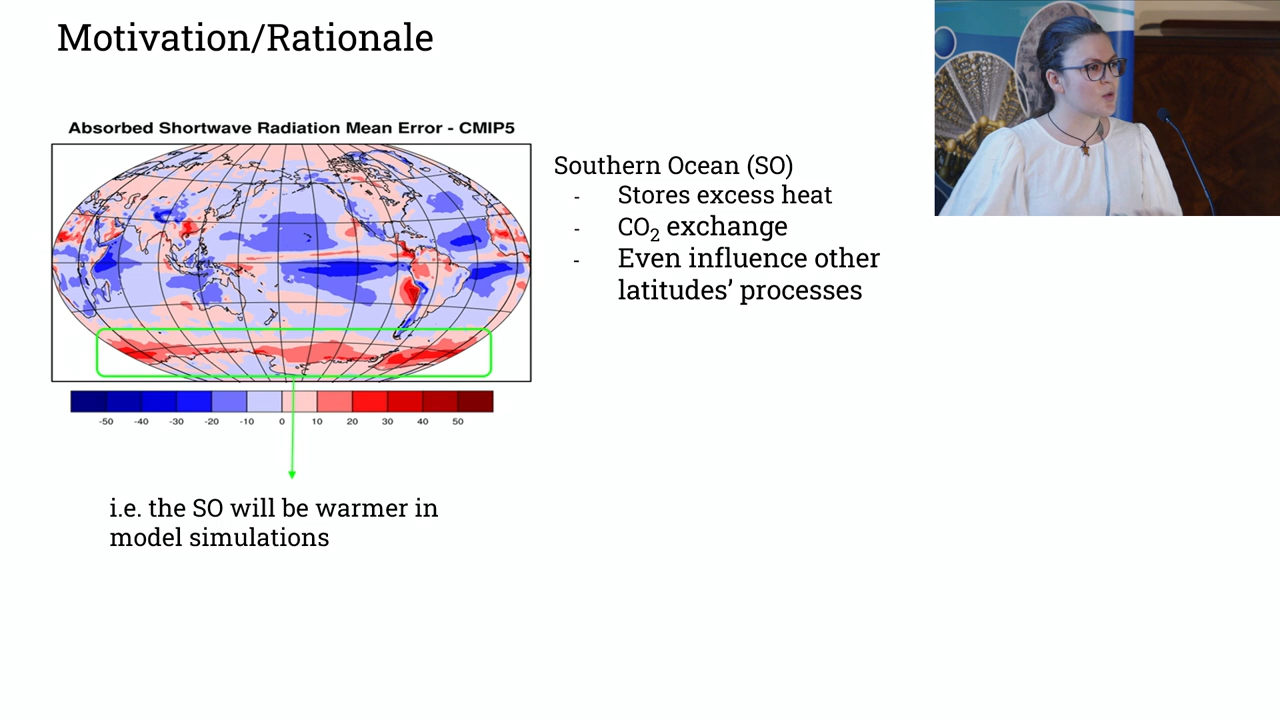 Motivation/Rationale
Absorbed Shortwave Radiation Mean Error - CMIP5
Southern Ocean (SO)
- Stores excess heat
- CO₂ exchange
- Even influence other
latitudes’ processes
-50 -40 -30 -20 -10 0 10 20 30 40 50
i.e. the SO will be warmer in
model simulations